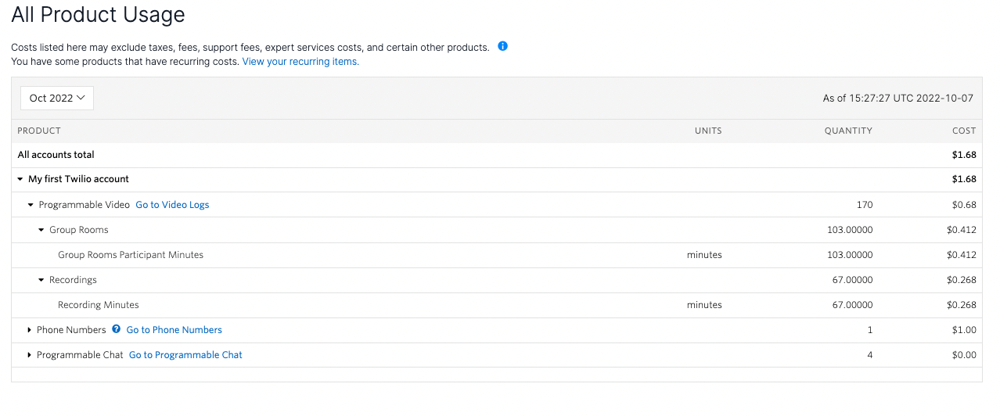 All Product Usage
Costs listed here may exclude taxes, fees, support fees, expert services costs, and certain other products.
You have some products that have recurring costs. View your recurring items.
Oct 2022 As of 15:27:27 UTC 2022-10-07
PRODUCT UNITS QUANTITY COST
All accounts total $1.68
My first Twilio account $1.68
Programmable Video Go to Video Logs 170 $0.68
Group Rooms 103.00000 $0.412
Group Rooms Participant Minutes minutes 103.00000 $0.412
Recordings 67.00000 $0.268
Recording Minutes minutes 67.00000 $0.268
Phone Numbers Go to Phone Numbers 1 $1.00
Programmable Chat Go to Programmable Chat 4 $0.00